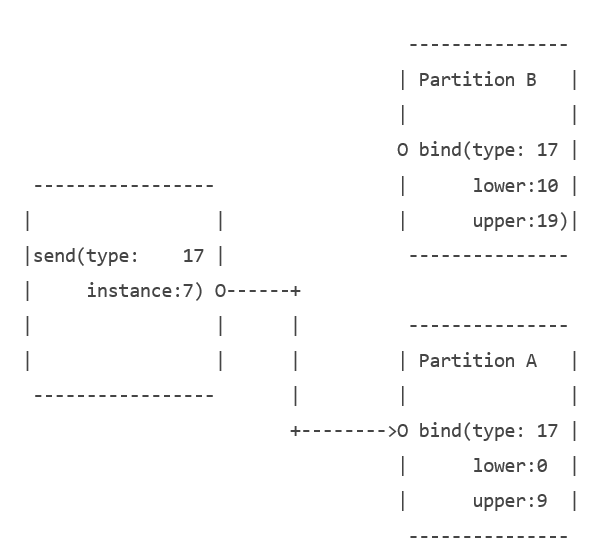 ---------------
                                   | Partition B   |
                                   |               |
                                   O bind(type: 17 |
 -----------------                 |      lower:10 |
|                 |                |      upper:19)|
|send(type:    17 |                 ---------------
|     instance:7) O------+
|                 |      |          ---------------
|                 |      |         | Partition A   |
 -----------------       |         |               |
                         +-------->O bind(type: 17 |
                                   |      lower:0  |
                                   |      upper:9  |
                                    ---------------